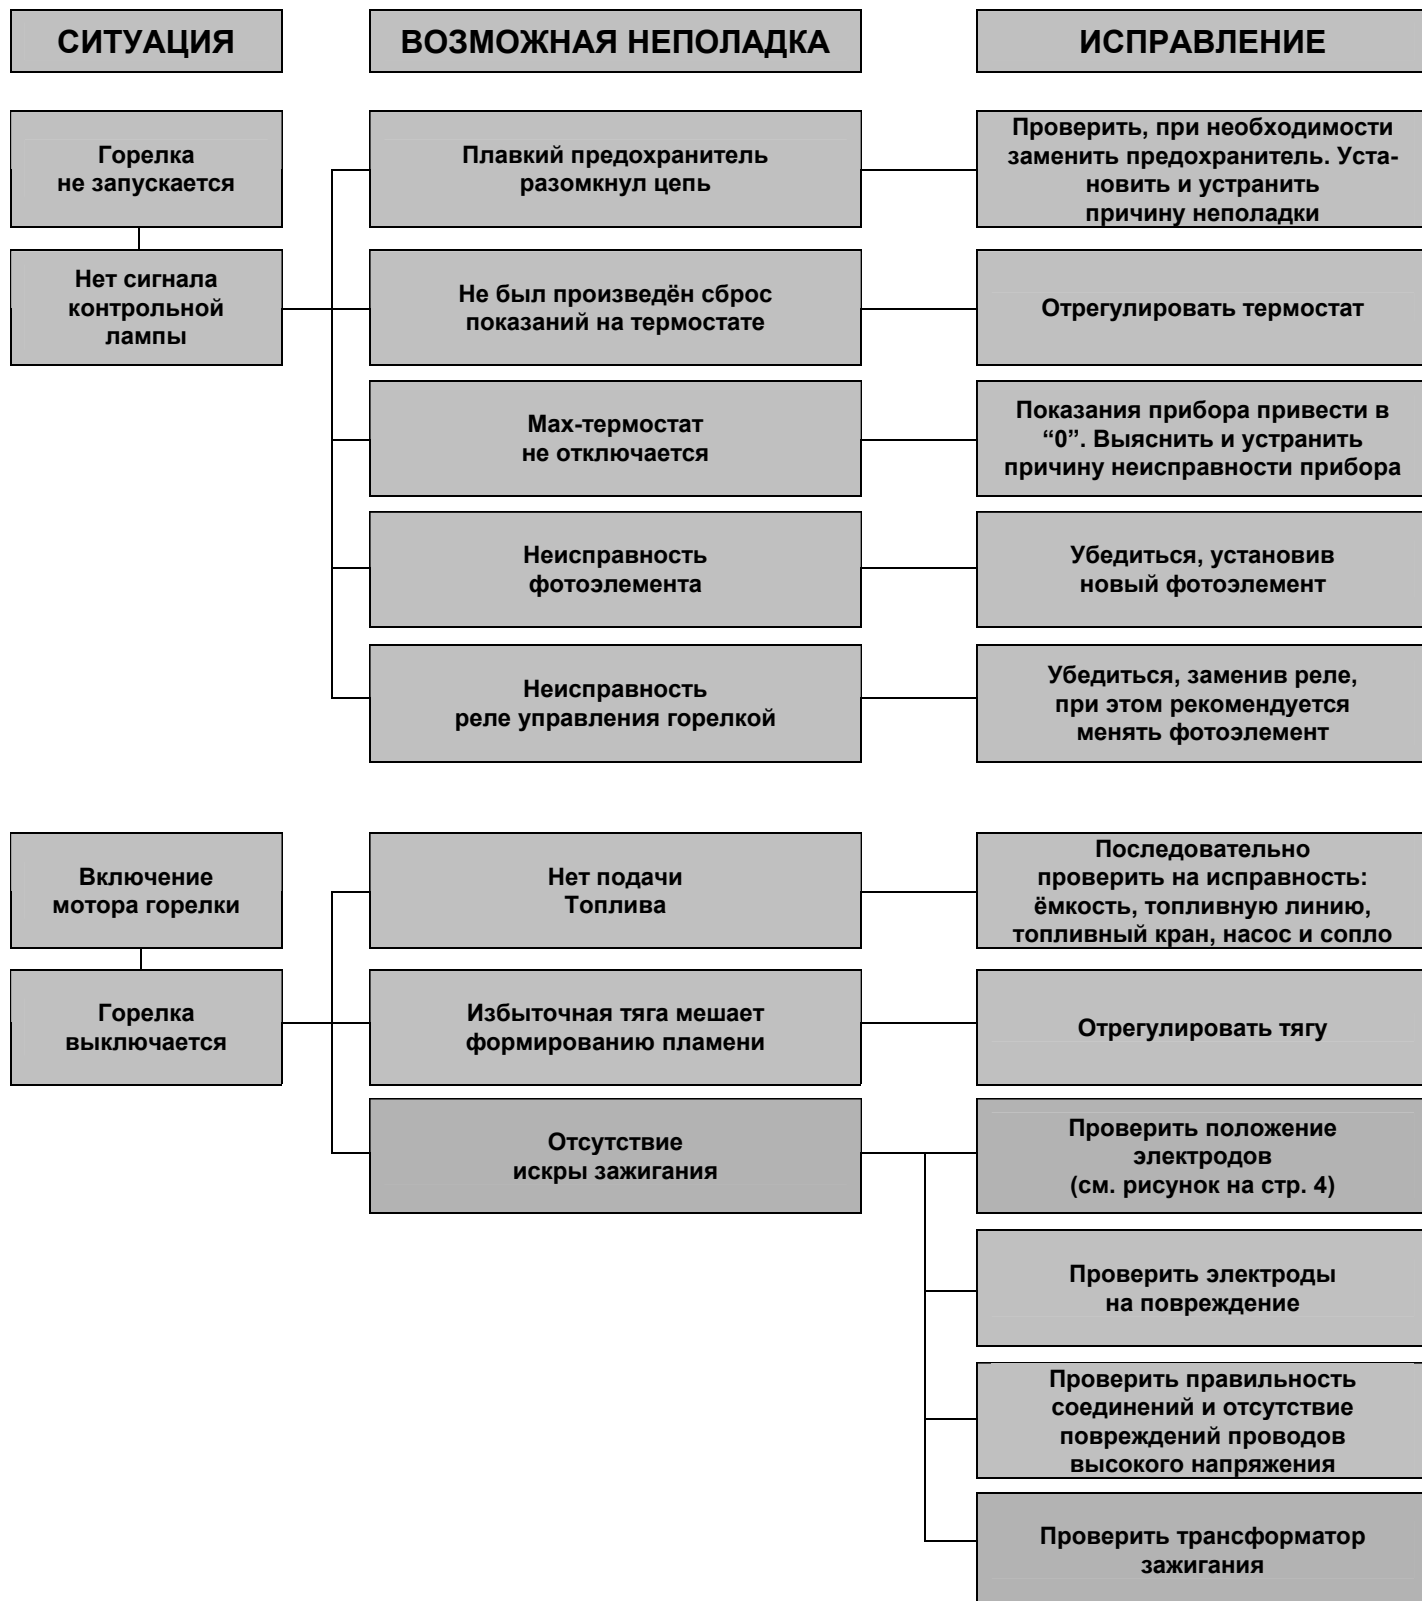 СИТУАЦИЯ
ВОЗМОЖНАЯ НЕПОЛАДКА
ИСПРАВЛЕНИЕ
Горелка
не запускается
Плавкий предохранитель
разомкнул цепь
Проверить, при необходимости
заменить предохранитель. Уста-
новить и устранить
причину неполадки
Нет сигнала
контрольной
лампы
Не был произведён сброс
показаний на термостате
Отрегулировать термостат
Мах-термостат
не отключается
Показания прибора привести в
“0”. Выяснить и устранить
причину неисправности прибора
Неисправность
фотоэлемента
Убедиться, установив
новый фотоэлемент
Неисправность
реле управления горелкой
Убедиться, заменив реле,
при этом рекомендуется
менять фотоэлемент
Включение
мотора горелки
Нет подачи
Топлива
Последовательно
проверить на исправность:
ёмкость, топливную линию,
топливный кран, насос и сопло
Горелка
выключается
Избыточная тяга мешает
формированию пламени
Отрегулировать тягу
Отсутствие
искры зажигания
Проверить положение
электродов
(см. рисунок на стр. 4)
Проверить электроды
на повреждение
Проверить правильность
соединений и отсутствие
повреждений проводов
высокого напряжения
Проверить трансформатор
зажигания